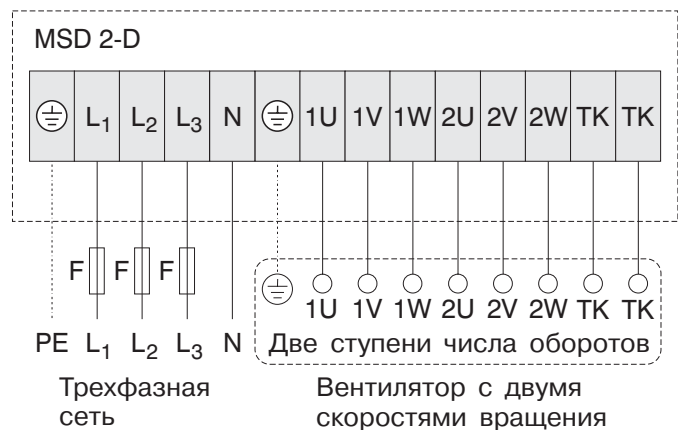 MSD 2-D
L1 L2 L3 N 1U 1V 1W 2U 2V 2W TK TK
F F F
1U 1V 1W 2U 2V 2W TK TK
PE L1 L2 L3 N Две ступени числа оборотов
Трехфазная
сеть
Вентилятор с двумя
скоростями вращения